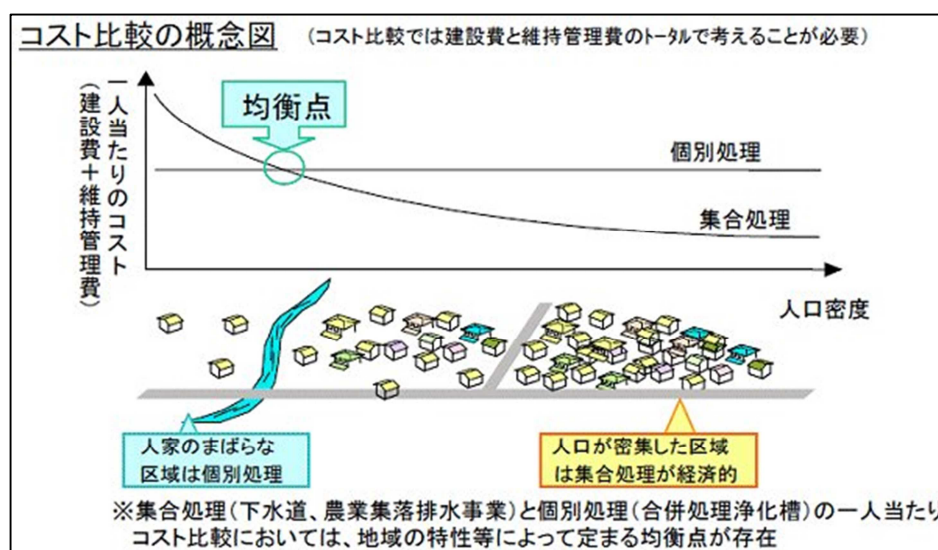 コスト比較の概念図 (コスト比較では建設費と維持管理費のトータルで考えることが必要)
一人当たりのコスト
(建設費+維持管理費)
均衡点
個別処理
集合処理
人口密度
人家のまばらな
区域は個別処理
人口が密集した区域
は集合処理が経済的
※集合処理(下水道、農業集落排水事業)と個別処理(合併処理浄化槽)の一人当たり
コスト比較においては、地域の特性等によって定まる均衡点が存在